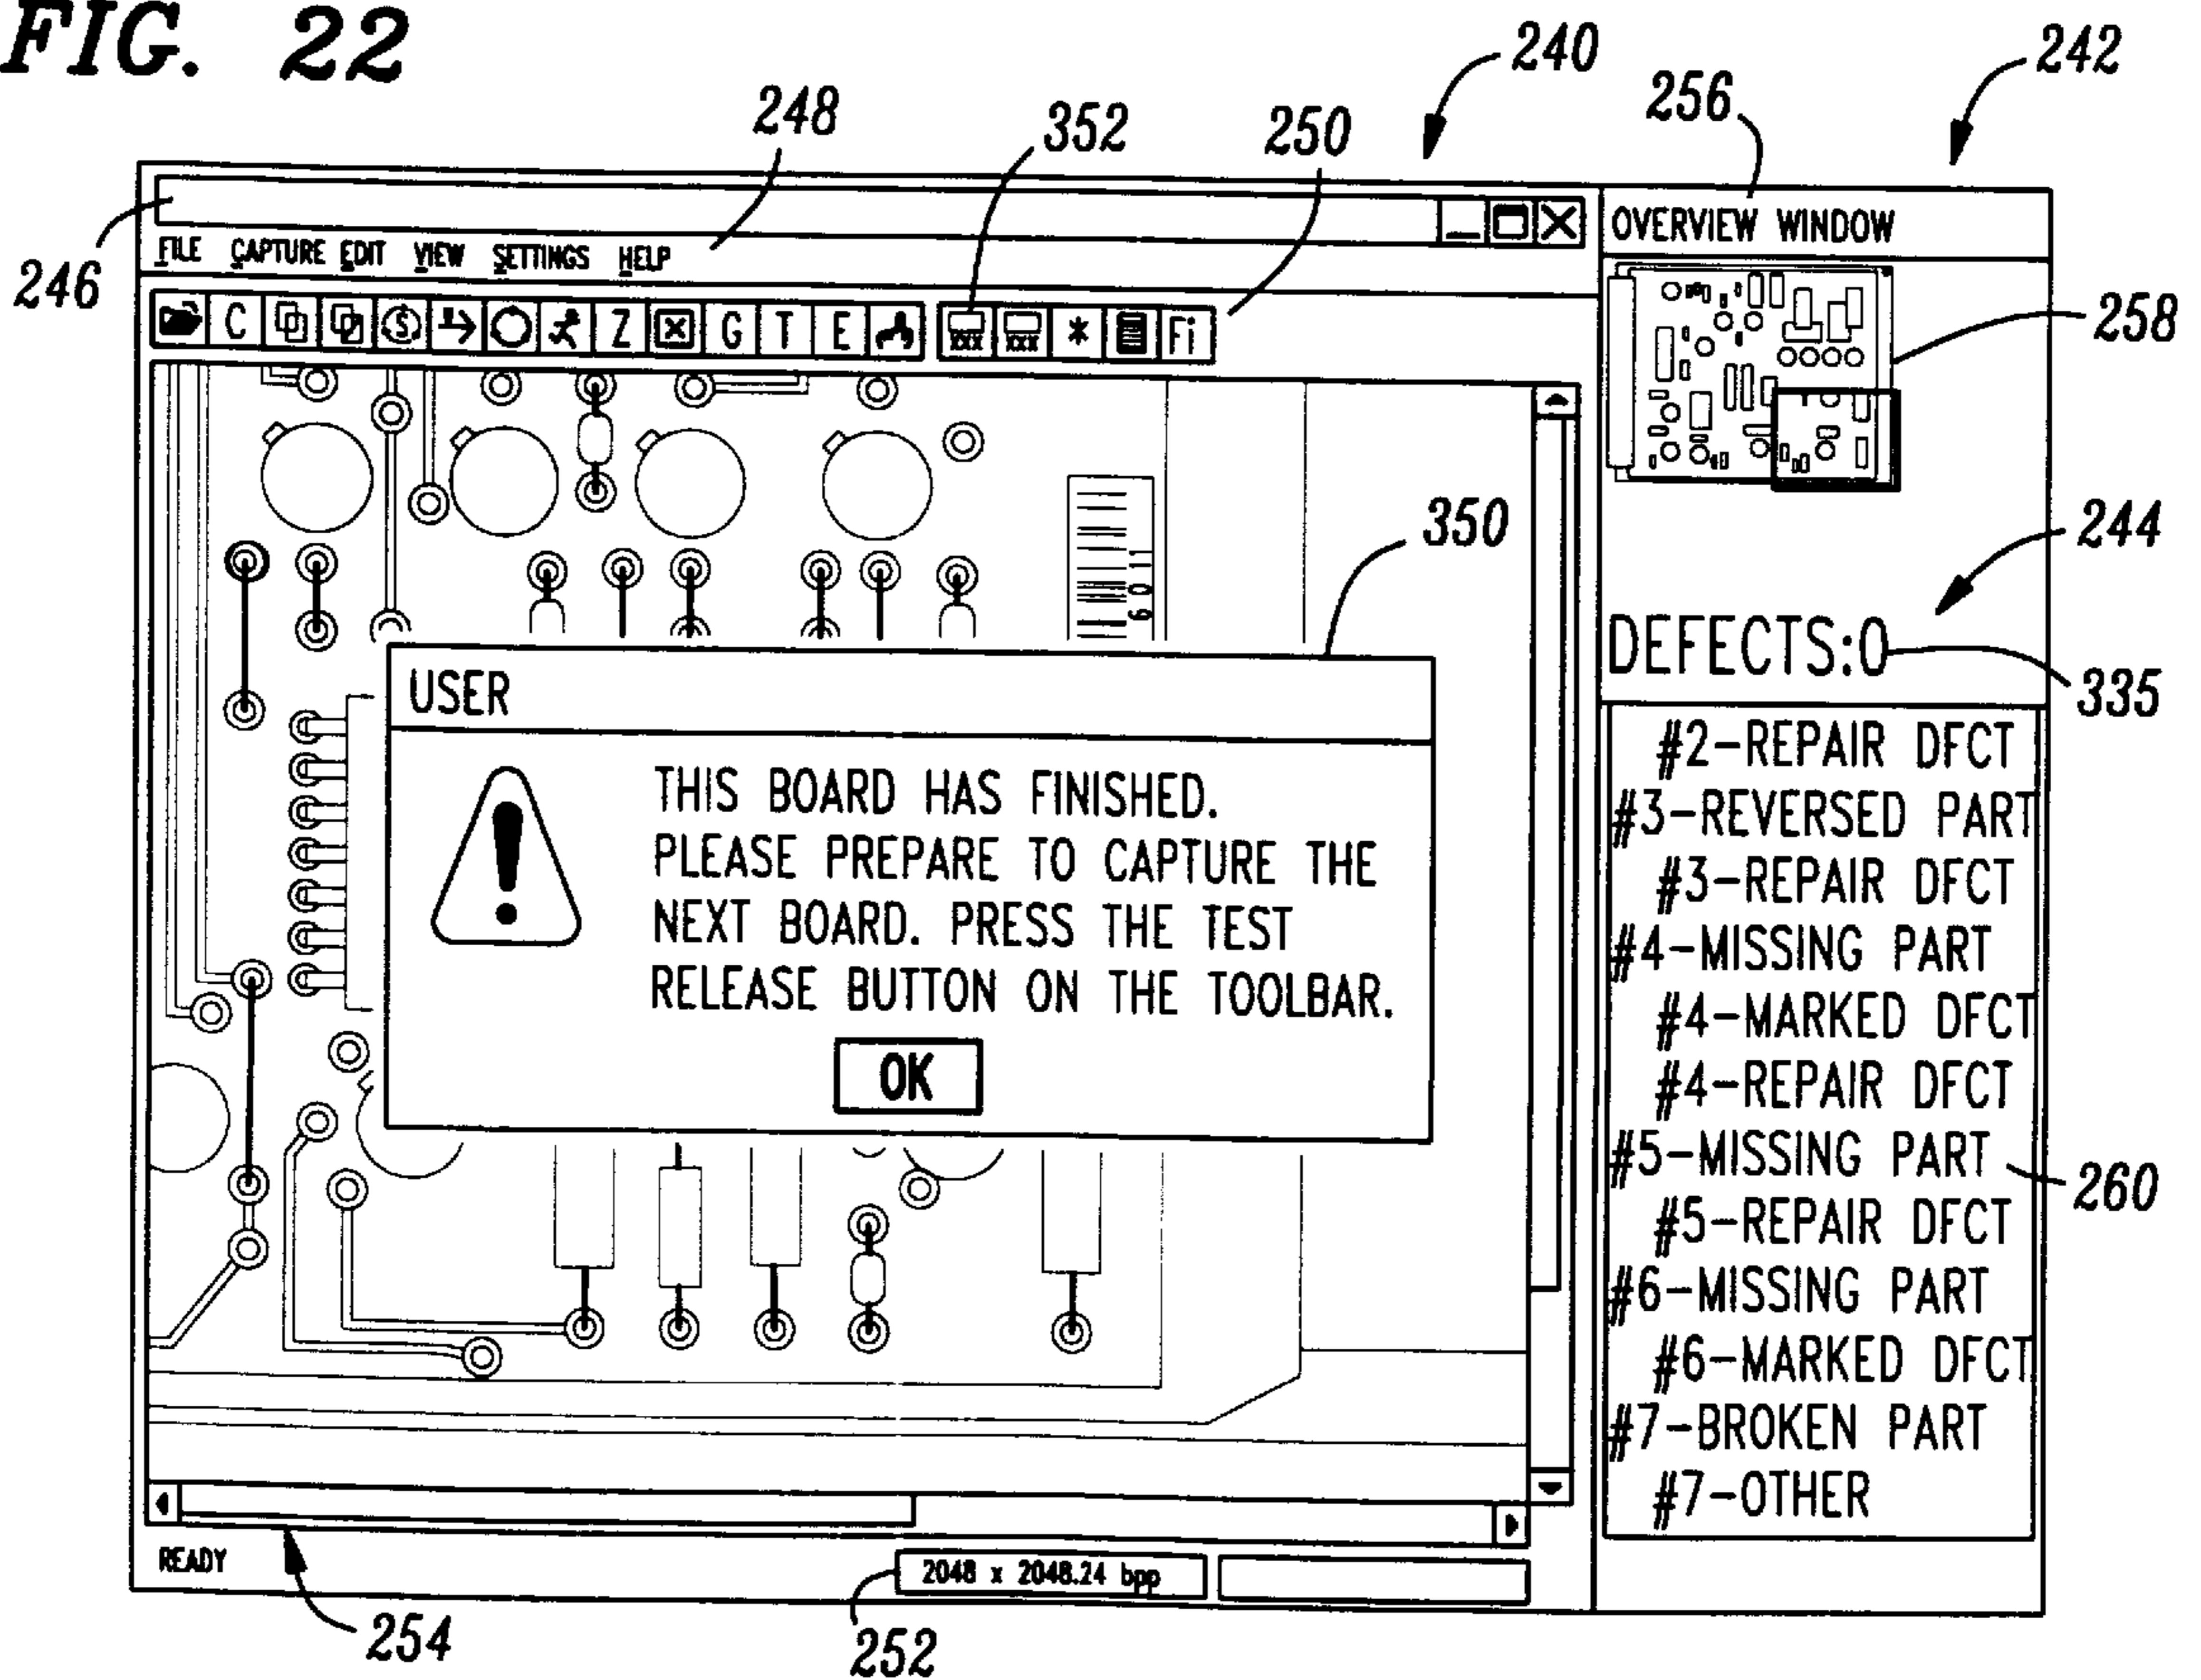 FIG. 22
240
242
256
248
352
250
246
FILE CAPTURE EDIT VIEW SETTINGS HELP
OVERVIEW WINDOW
C $ Z G T E XXX XXX * Fi
258
6011
350
244
DEFECTS:0
335
USER
THIS BOARD HAS FINISHED.
PLEASE PREPARE TO CAPTURE THE
NEXT BOARD. PRESS THE TEST
RELEASE BUTTON ON THE TOOLBAR.
OK
#2-REPAIR DFCT
#3-REVERSED PART
#3-REPAIR DFCT
#4-MISSING PART
#4-MARKED DFCT
#4-REPAIR DFCT
#5-MISSING PART
260
#5-REPAIR DFCT
#6-MISSING PART
#6-MARKED DFCT
#7-BROKEN PART
#7-OTHER
READY
2048 x 2048.24 bpp
254
252